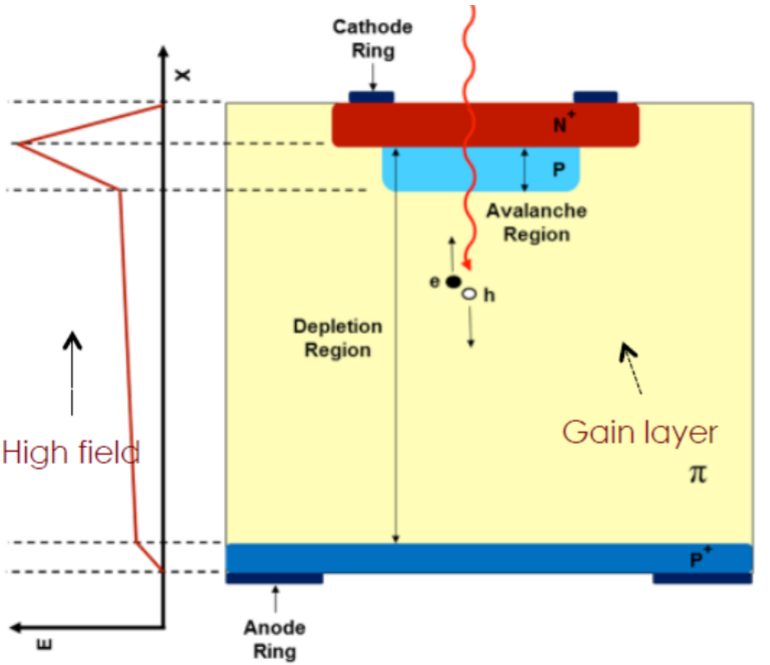 Cathode
Ring
X
N+
P
Avalanche
Region
e
h
Depletion
Region
High field
Gain layer
π
P+
E
Anode
Ring